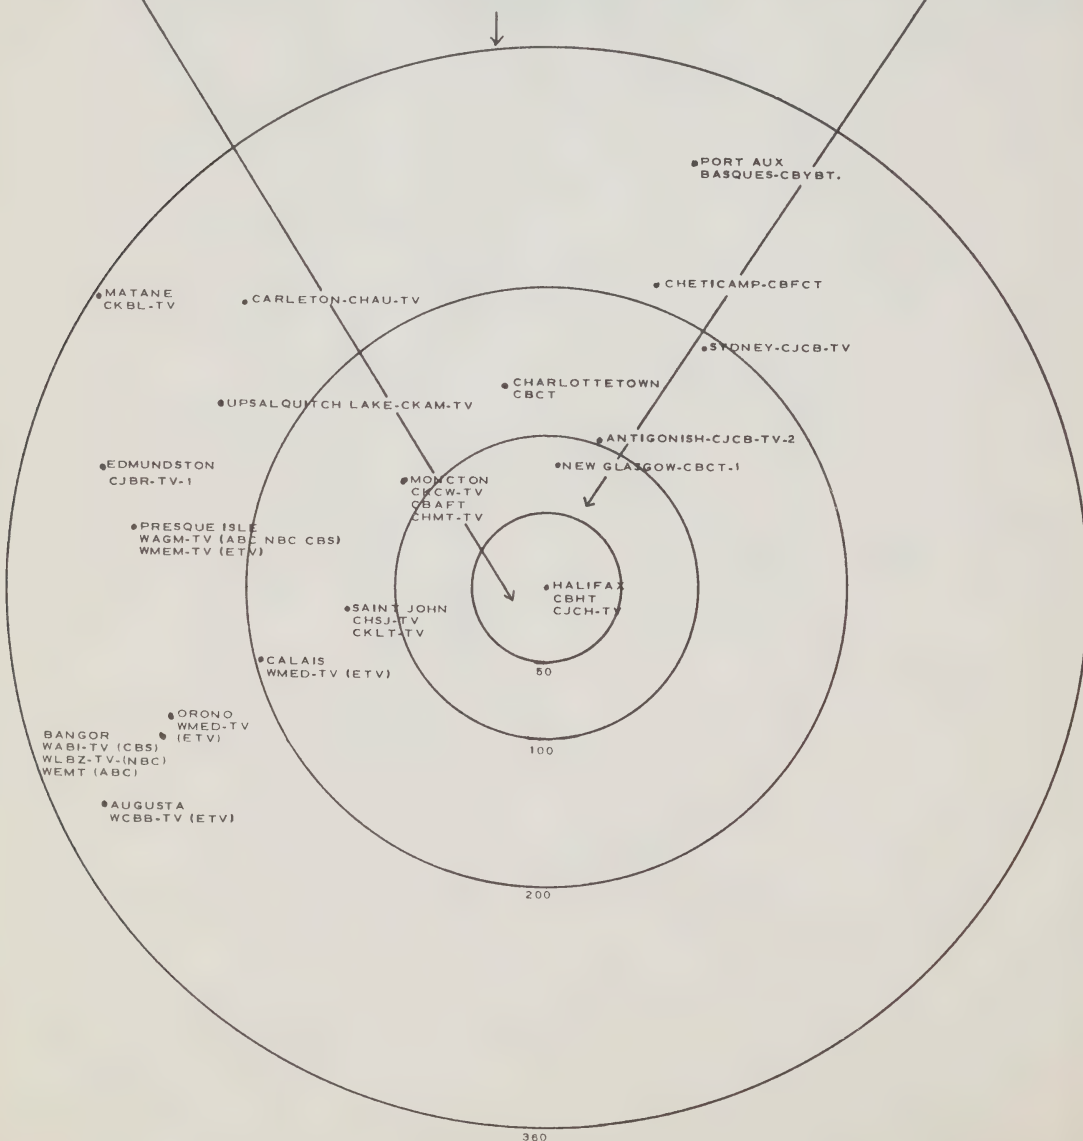 PORT AUX
BASQUES-CBYBT.
CHETICAMP-CBFCT
MATANE
CKBL-TV
CARLETON-CHAU-TV
SYDNEY-CJCB-TV
CHARLOTTETOWN
CBCT
UPSALQUITCH LAKE-CKAM-TV
ANTIGONISH-CJCB-TV-2
NEW GLASGOW-CBCT-1
EDMUNDSTON
CJBR-TV-1
MONCTON
CKCW-TV
CBAFT
CHMT-TV
PRESQUE ISLE
WAGM-TV (ABC NBC CBS)
WMEM-TV (ETV)
HALIFAX
CBHT
CJCH-TV
SAINT JOHN
CHSJ-TV
CKLT-TV
CALAIS
WMED-TV (ETV)
50
ORONO
WMED-TV
(ETV)
BANGOR
WABI-TV (CBS)
WLBZ-TV-(NBC)
WEMT (ABC)
100
AUGUSTA
WCBB-TV (ETV)
200
360